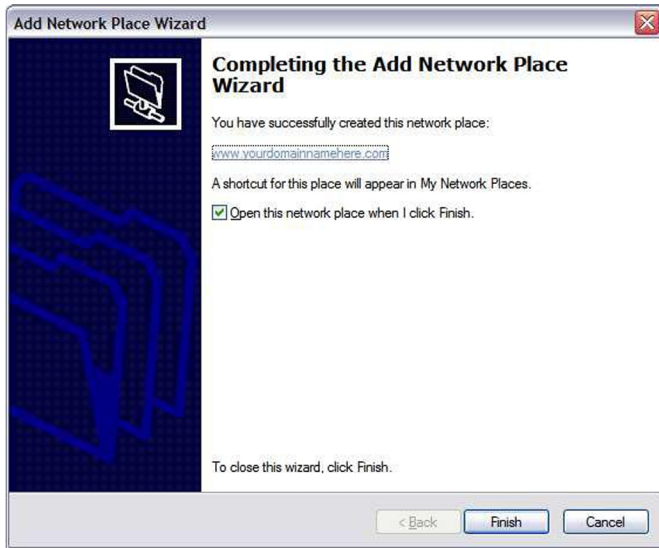 Add Network Place Wizard
Completing the Add Network Place
Wizard
You have successfully created this network place:
www.yourdomainnamehere.com
A shortcut for this place will appear in My Network Places.
Open this network place when I click Finish.
To close this wizard, click Finish.
< Back Finish Cancel